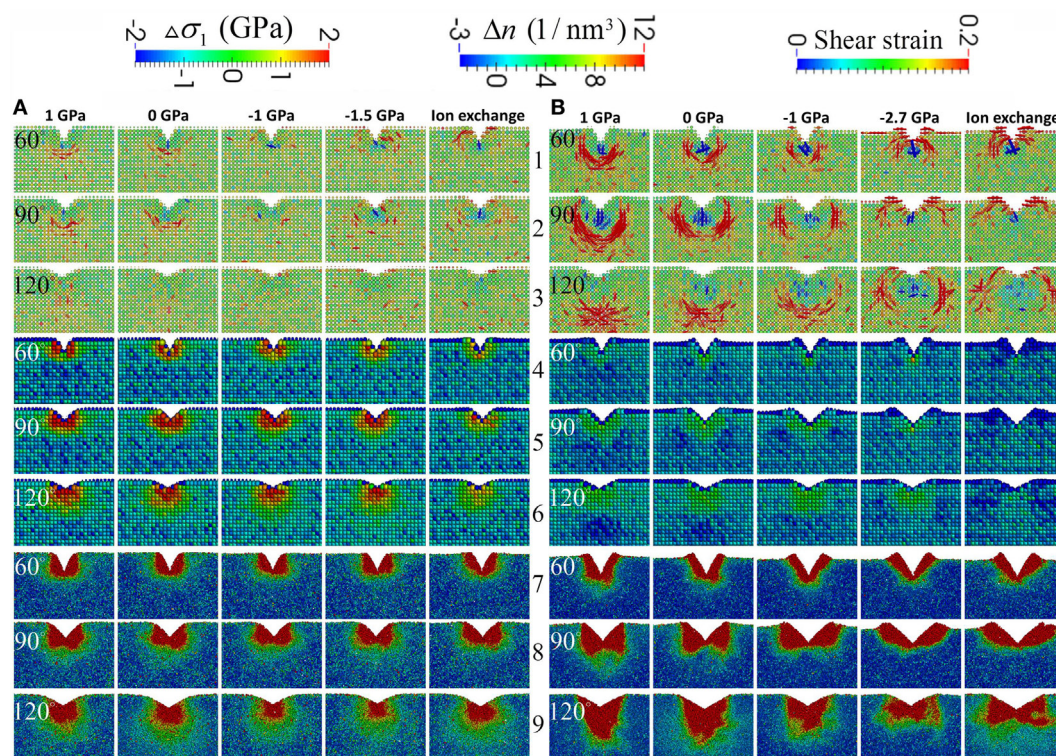 △σ₁ (GPa)
-2 -1 0 1 2
Δn (1/ nm³)
-3 0 4 8 12
Shear strain
0 0.2
A
1 GPa 0 GPa -1 GPa -1.5 GPa Ion exchange
B
1 GPa 0 GPa -1 GPa -2.7 GPa Ion exchange
60° 1 60°
90° 2 90°
120° 3 120°
60° 4 60°
90° 5 90°
120° 6 120°
60° 7 60°
90° 8 90°
120° 9 120°